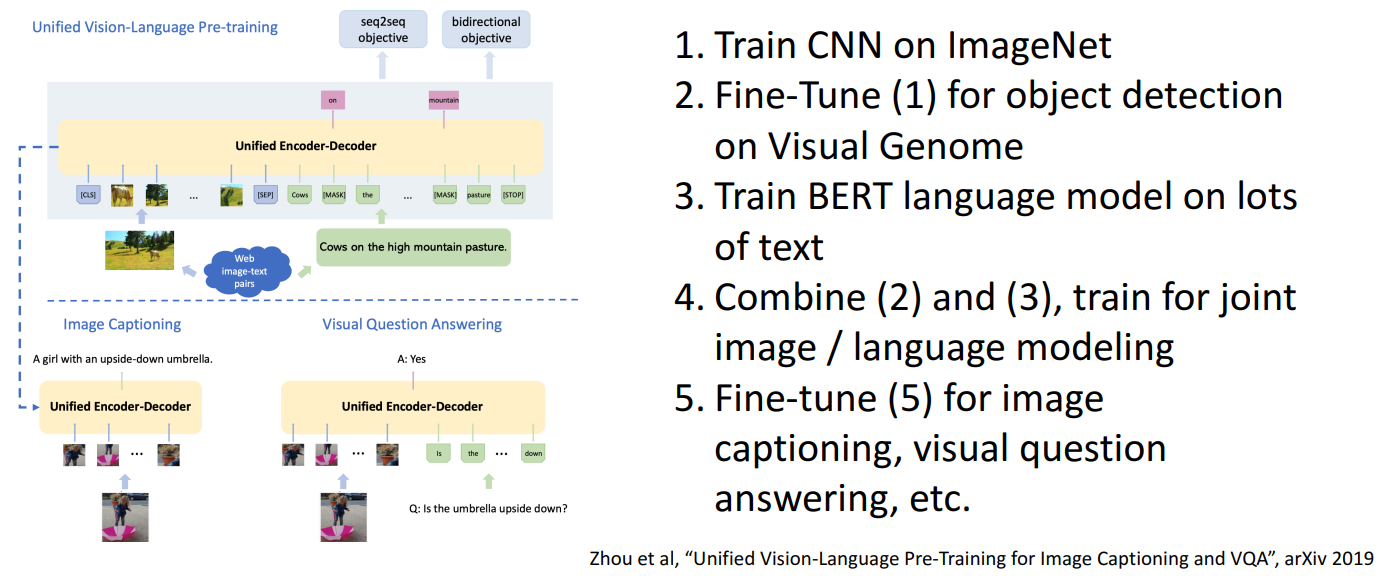 Unified Vision-Language Pre-training
seq2seq
objective
bidirectional
objective
on
mountain
Unified Encoder-Decoder
[CLS]
...
[SEP]
Cows
[MASK]
the
...
[MASK]
pasture
[STOP]
Web
image-text
pairs
Cows on the high mountain pasture.
Image Captioning
A girl with an upside-down umbrella.
Unified Encoder-Decoder
...
Visual Question Answering
A: Yes
Unified Encoder-Decoder
...
Is
the
...
down
Q: Is the umbrella upside down?
1. Train CNN on ImageNet
2. Fine-Tune (1) for object detection
on Visual Genome
3. Train BERT language model on lots
of text
4. Combine (2) and (3), train for joint
image / language modeling
5. Fine-tune (5) for image
captioning, visual question
answering, etc.
Zhou et al, “Unified Vision-Language Pre-Training for Image Captioning and VQA”, arXiv 2019